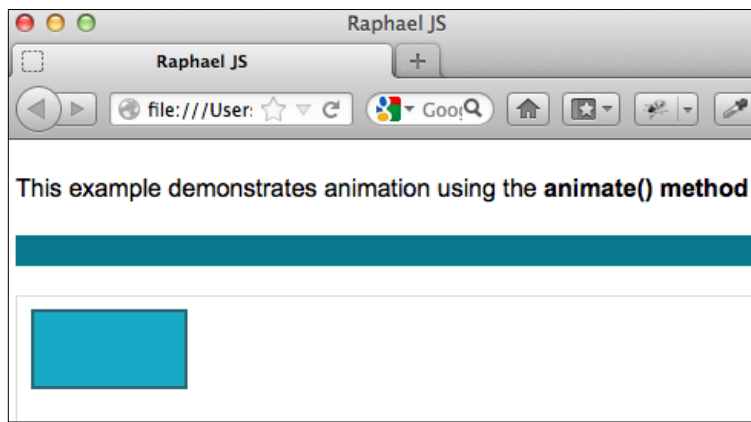 Raphael JS
Raphael JS
file:///User:
Goo
This example demonstrates animation using the animate() method